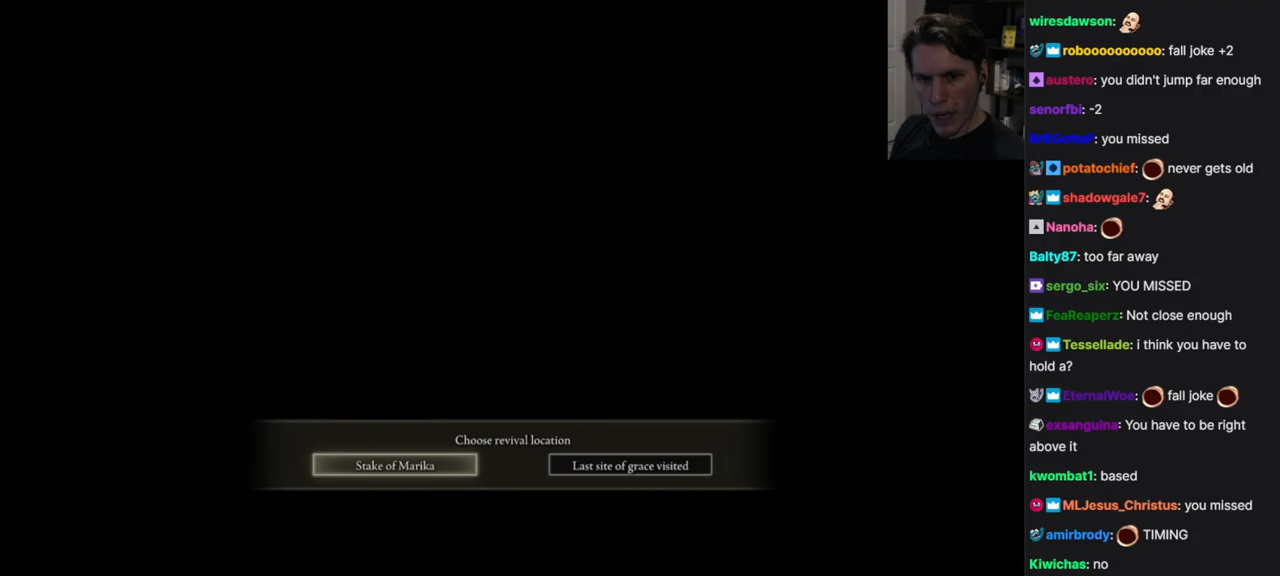 wiresdawson:
roboooooooooo: fall joke +2
austero: you didn't jump far enough
senorfbi: -2
you missed
potatochief: never gets old
shadowgale7:
Nanoha:
Balty87: too far away
sergo_six: YOU MISSED
FeaReaperz: Not close enough
Tessellade: i think you have to
hold a?
EternalWoe: fall joke
exsanguina: You have to be right
above it
kwombat1: based
MLJesus_Christus: you missed
amirbrody: TIMING
Kiwichas: no
Choose revival location
Stake of Marika
Last site of grace visited